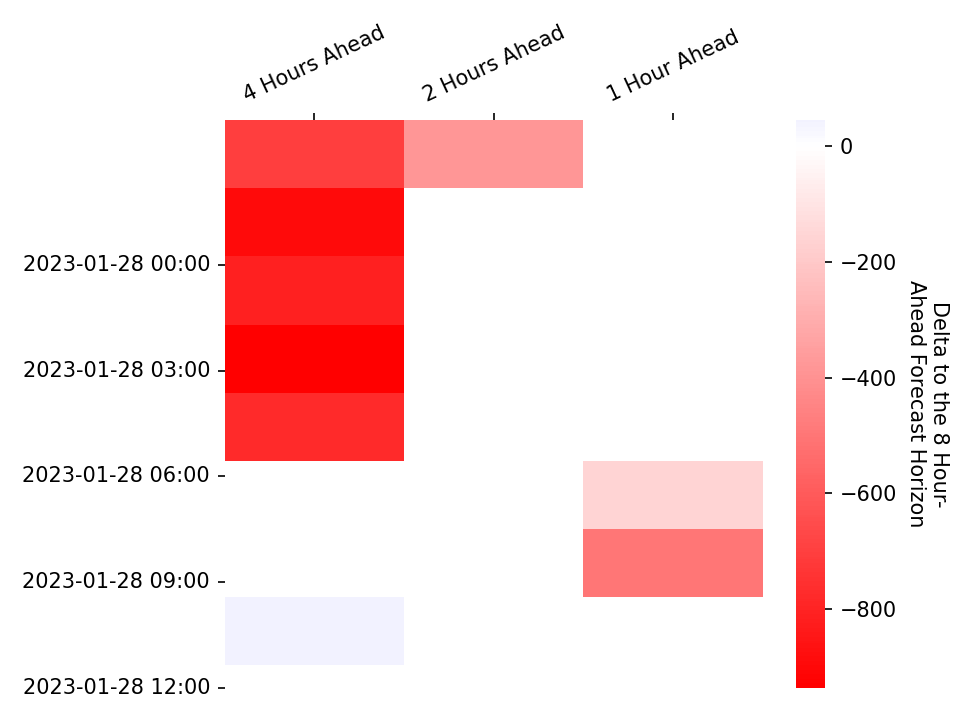 4 Hours Ahead
2 Hours Ahead
1 Hour Ahead
2023-01-28 00:00
2023-01-28 03:00
2023-01-28 06:00
2023-01-28 09:00
2023-01-28 12:00
0
−200
−400
−600
−800
Delta to the 8 Hour-
Ahead Forecast Horizon